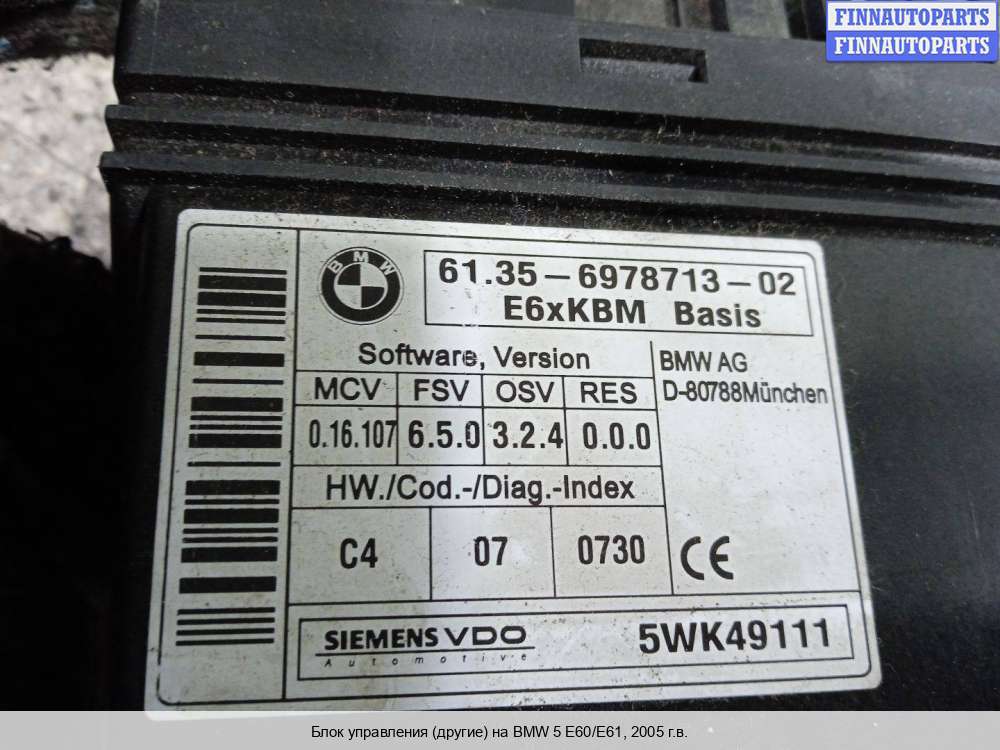 FINNAUTOPARTS
FINNAUTOPARTS
BMW
61.35-6978713-02
E6xKBM Basis
Software, Version
BMW AG
D-80788München
MCV FSV OSV RES
0.16.107 6.5.0 3.2.4 0.0.0
HW./Cod.-/Diag.-Index
C4 07 0730 CE
SIEMENS VDO
Automotive
5WK49111
Блок управления (другие) на BMW 5 E60/E61, 2005 г.в.